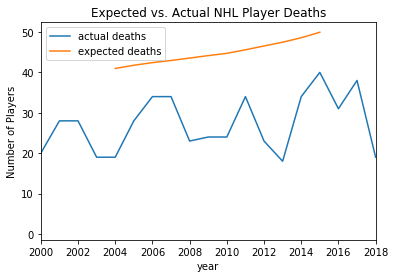 Expected vs. Actual NHL Player Deaths
actual deaths
expected deaths
Number of Players
50
40
30
20
10
0
2000 2002 2004 2006 2008 2010 2012 2014 2016 2018
year